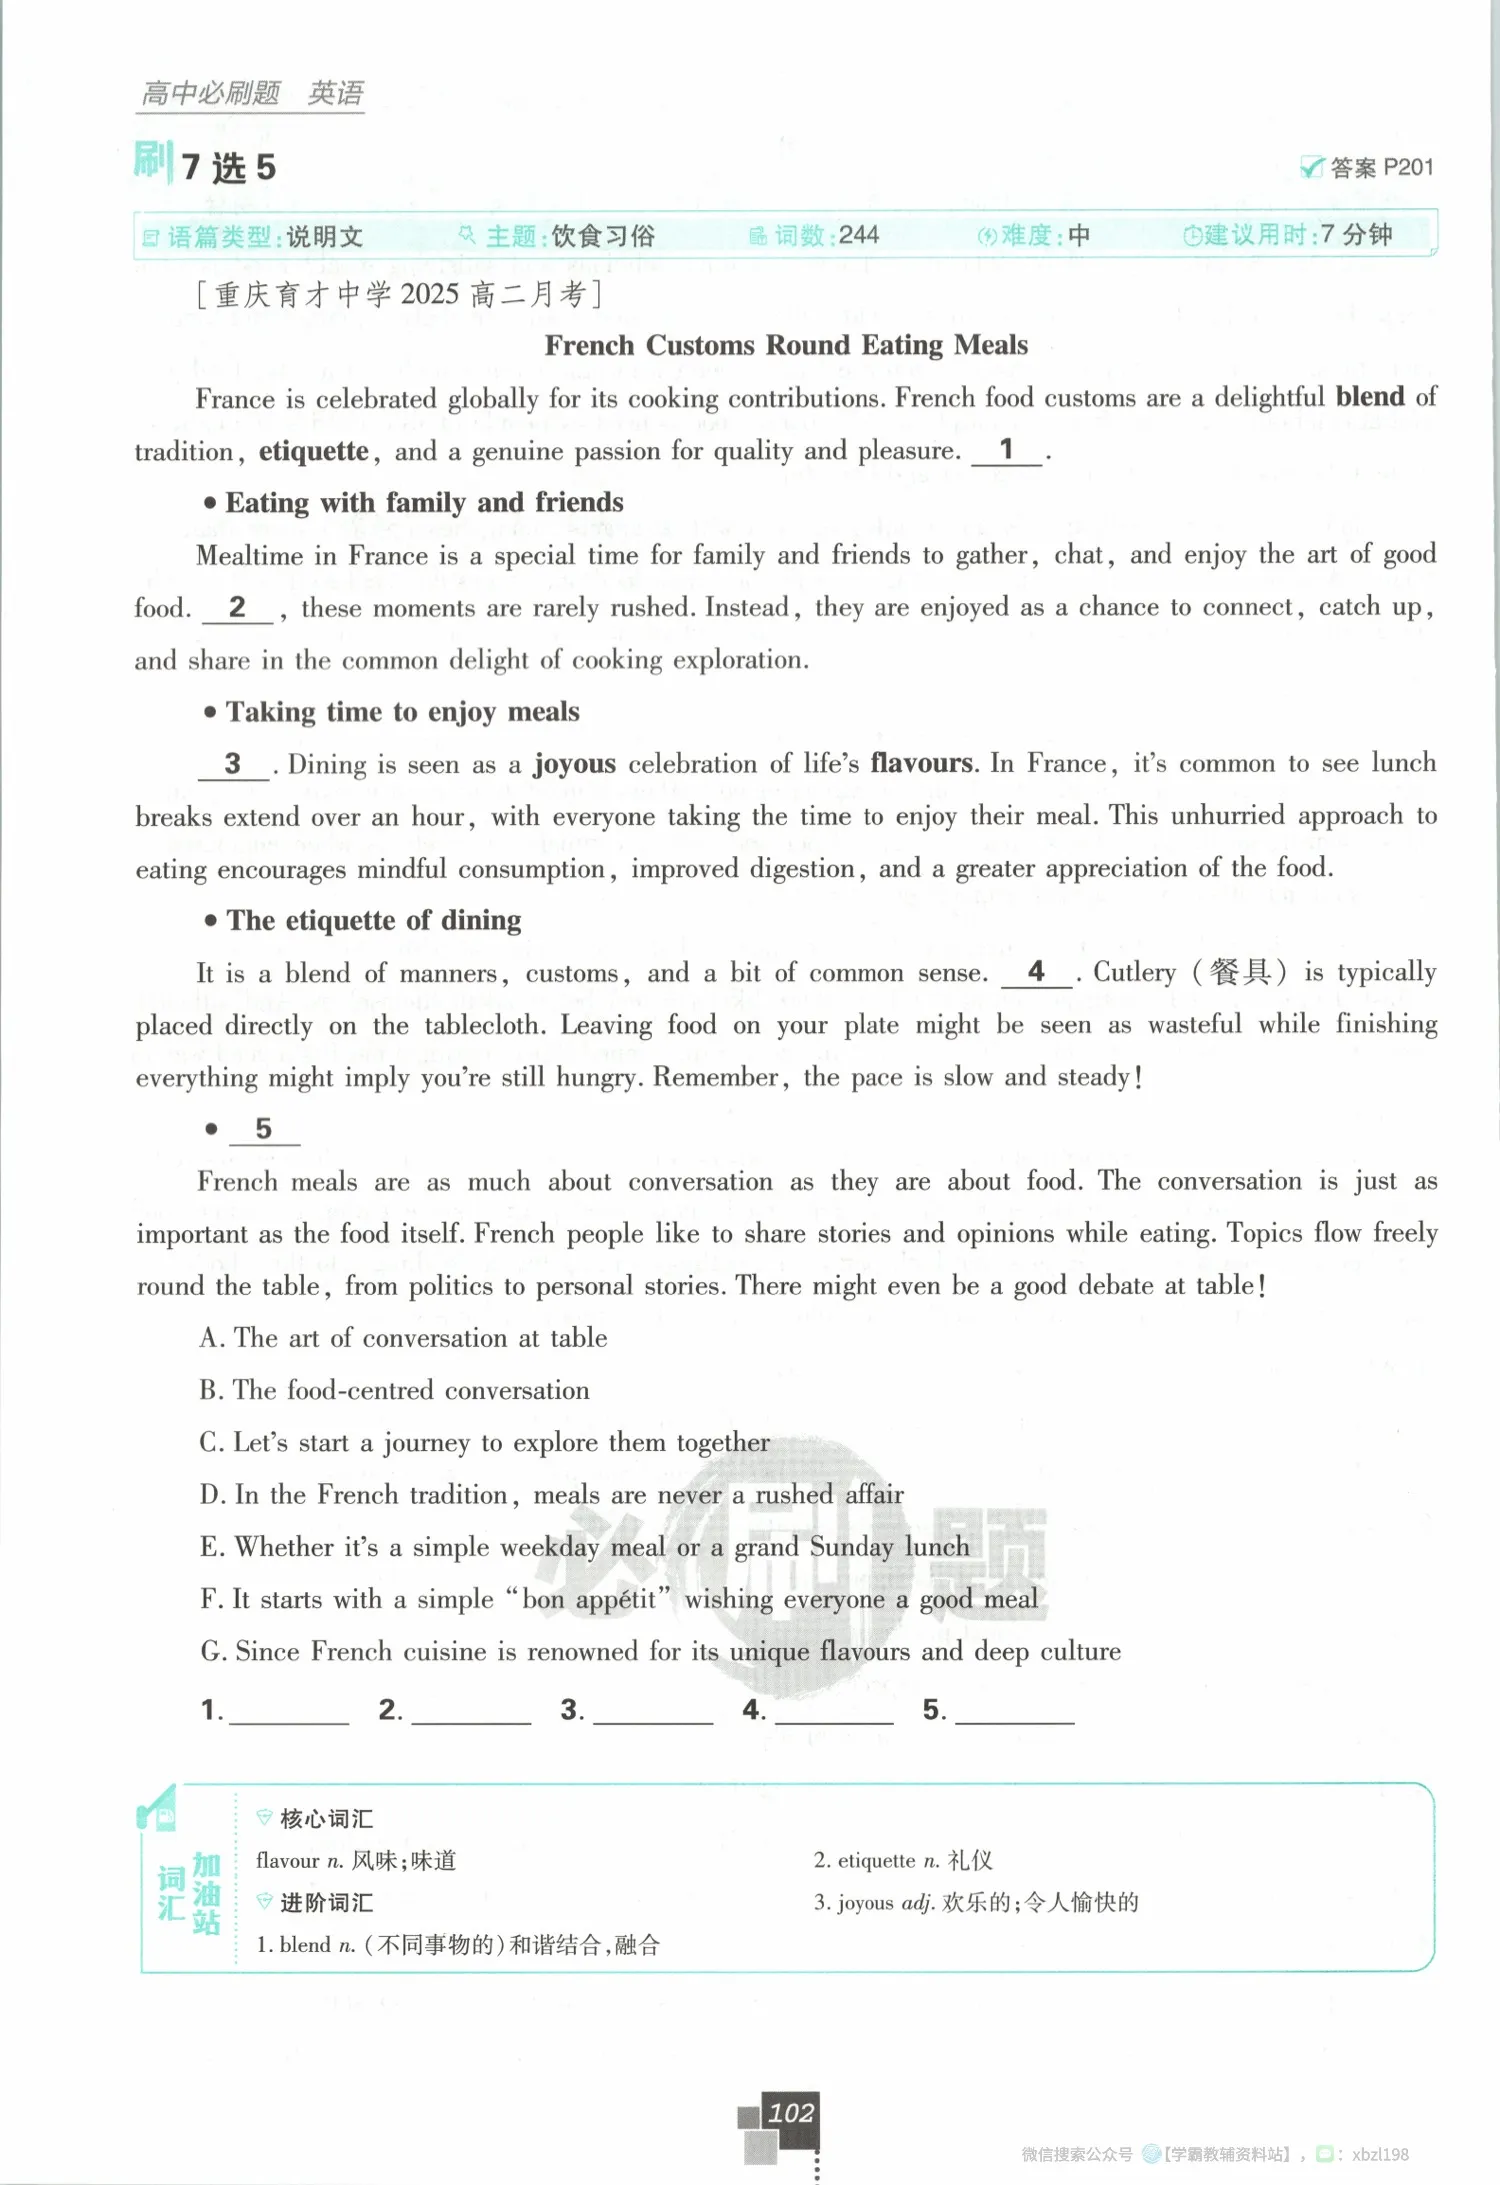 高中必刷题 英语
刷 7 选 5
答案 P201
语篇类型:说明文 主题:饮食习俗 词数:244 难度:中 建议用时:7 分钟
[重庆育才中学 2025 高二月考]
French Customs Round Eating Meals
France is celebrated globally for its cooking contributions. French food customs are a delightful blend of
tradition, etiquette, and a genuine passion for quality and pleasure. 1 .
• Eating with family and friends
Mealtime in France is a special time for family and friends to gather, chat, and enjoy the art of good
food. 2 , these moments are rarely rushed. Instead, they are enjoyed as a chance to connect, catch up,
and share in the common delight of cooking exploration.
• Taking time to enjoy meals
3 . Dining is seen as a joyous celebration of life's flavours. In France, it's common to see lunch
breaks extend over an hour, with everyone taking the time to enjoy their meal. This unhurried approach to
eating encourages mindful consumption, improved digestion, and a greater appreciation of the food.
• The etiquette of dining
It is a blend of manners, customs, and a bit of common sense. 4 . Cutlery (餐具) is typically
placed directly on the tablecloth. Leaving food on your plate might be seen as wasteful while finishing
everything might imply you're still hungry. Remember, the pace is slow and steady!
• 5
French meals are as much about conversation as they are about food. The conversation is just as
important as the food itself. French people like to share stories and opinions while eating. Topics flow freely
round the table, from politics to personal stories. There might even be a good debate at table!
A. The art of conversation at table
B. The food-centred conversation
C. Let's start a journey to explore them together
D. In the French tradition, meals are never a rushed affair
E. Whether it's a simple weekday meal or a grand Sunday lunch
F. It starts with a simple "bon appétit" wishing everyone a good meal
G. Since French cuisine is renowned for its unique flavours and deep culture
必刷题
1. 2. 3. 4. 5.
词汇加油站
核心词汇
flavour n. 风味;味道
进阶词汇
1. blend n. (不同事物的)和谐结合,融合
2. etiquette n. 礼仪
3. joyous adj. 欢乐的;令人愉快的
102
微信搜索公众号【学霸教辅资料站】, : xbzl198